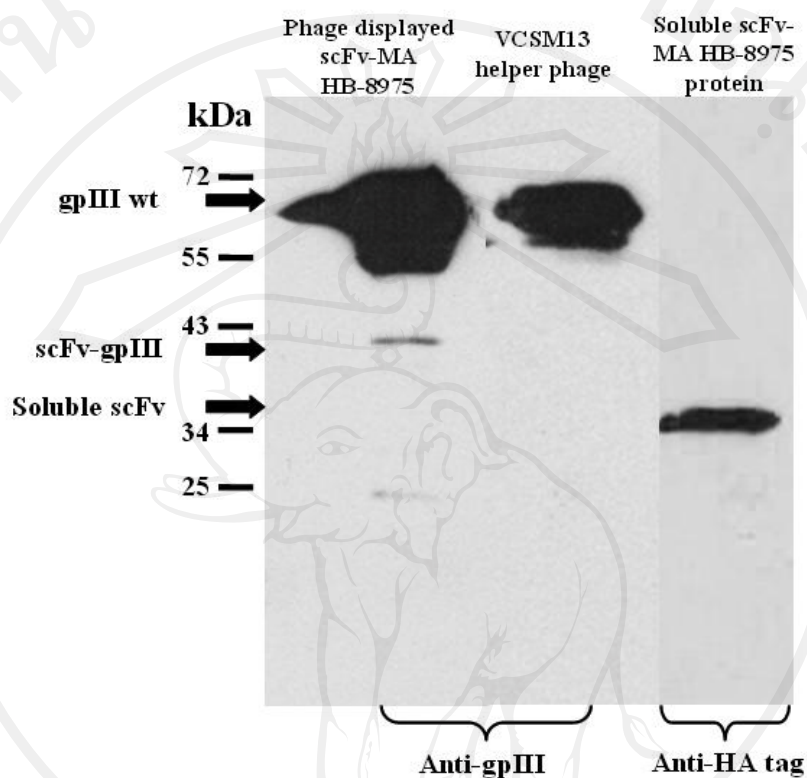 Phage displayed
scFv-MA
HB-8975
VCSM13
helper phage
Soluble scFv-
MA HB-8975
protein
kDa
72
gpIII wt
55
43
scFv-gpIII
Soluble scFv
34
25
Anti-gpIII
Anti-HA tag